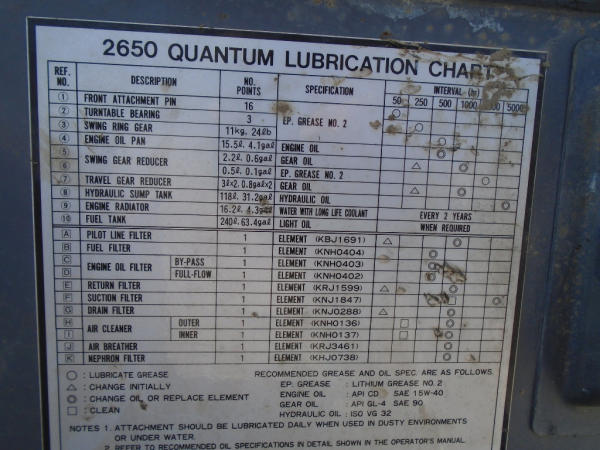 2650 QUANTUM LUBRICATION CHART
REF. NO. DESCRIPTION NO. POINTS SPECIFICATION INTERVAL (hr)
50 250 500 1000 2000 5000
① FRONT ATTACHMENT PIN 16 EP. GREASE NO. 2 ○
② TURNTABLE BEARING 3
③ SWING RING GEAR 11kg, 24lb ○
④ ENGINE OIL PAN 15.5ℓ. 4.1gal ENGINE OIL ◎
⑤ SWING GEAR REDUCER 2.2ℓ. 0.6gal GEAR OIL △ ◎
⑥ 0.5ℓ. 0.1gal EP. GREASE NO. 2 ○
⑦ TRAVEL GEAR REDUCER 3ℓ×2. 0.8gal×2 GEAR OIL △ ◎
⑧ HYDRAULIC SUMP TANK 118ℓ. 31.2gal HYDRAULIC OIL ◎
⑨ ENGINE RADIATOR 16.2ℓ. 4.3gal WATER WITH LONG LIFE COOLANT EVERY 2 YEARS
⑩ FUEL TANK 240ℓ. 63.4gal LIGHT OIL WHEN REQUIRED
A PILOT LINE FILTER 1 ELEMENT (KBJ1691) △ ◎
B FUEL FILTER 1 ELEMENT (KNH0404) ◎
C ENGINE OIL FILTER BY-PASS 1 ELEMENT (KNH0403) ◎
D FULL-FLOW 1 ELEMENT (KNH0402) ◎
E RETURN FILTER 1 ELEMENT (KRJ1599) △ ◎
F SUCTION FILTER 1 ELEMENT (KNJ1847) □ ◎
G DRAIN FILTER 1 ELEMENT (KNJ0288) △ ◎
H AIR CLEANER OUTER 1 ELEMENT (KNH0136) □ ◎
I INNER 1 ELEMENT (KNH0137) □ ◎
J AIR BREATHER 1 ELEMENT (KRJ3461) ◎
K NEPHRON FILTER 1 ELEMENT (KHJ0738) ◎
○ : LUBRICATE GREASE
△ : CHANGE INITIALLY
◎ : CHANGE OIL OR REPLACE ELEMENT
□ : CLEAN
RECOMMENDED GREASE AND OIL SPEC. ARE AS FOLLOWS.
EP. GREASE : LITHIUM GREASE NO. 2
ENGINE OIL : API CD SAE 15W-40
GEAR OIL : API GL-4 SAE 90
HYDRAULIC OIL : ISO VG 32
NOTES 1. ATTACHMENT SHOULD BE LUBRICATED DAILY WHEN USED IN DUSTY ENVIRONMENTS
OR UNDER WATER.
2. REFER TO RECOMMENDED OIL SPECIFICATIONS IN DETAIL SHOWN IN THE OPERATOR'S MANUAL